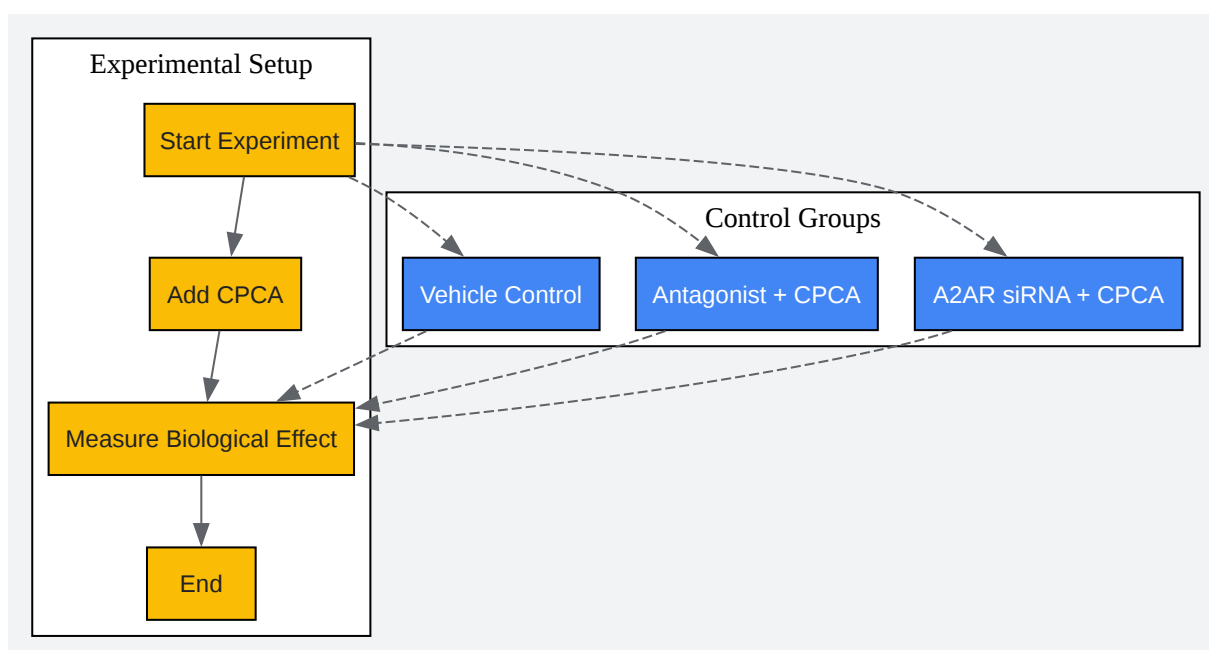 Experimental Setup
Start Experiment
Control Groups
Add CPCA
Vehicle Control
Antagonist + CPCA
A2AR siRNA + CPCA
Measure Biological Effect
End